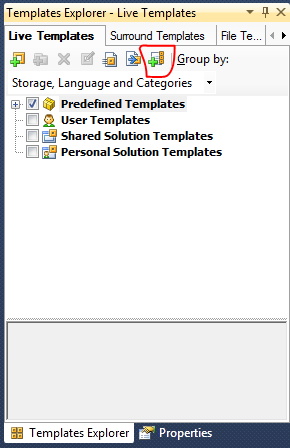 Templates Explorer - Live Templates
Live Templates Surround Templates File Te...
Group by:
Storage, Language and Categories
Predefined Templates
User Templates
Shared Solution Templates
Personal Solution Templates
Templates Explorer Properties